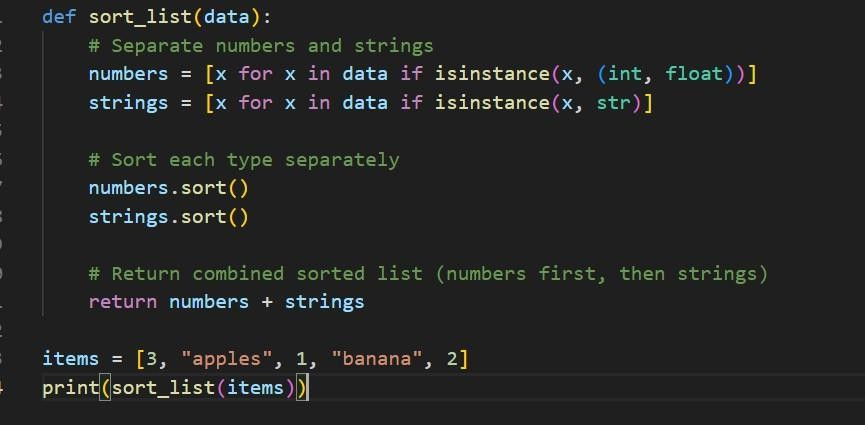 def sort_list(data):
    # Separate numbers and strings
    numbers = [x for x in data if isinstance(x, (int, float))]
    strings = [x for x in data if isinstance(x, str)]

    # Sort each type separately
    numbers.sort()
    strings.sort()

    # Return combined sorted list (numbers first, then strings)
    return numbers + strings

items = [3, "apples", 1, "banana", 2]
print(sort_list(items))